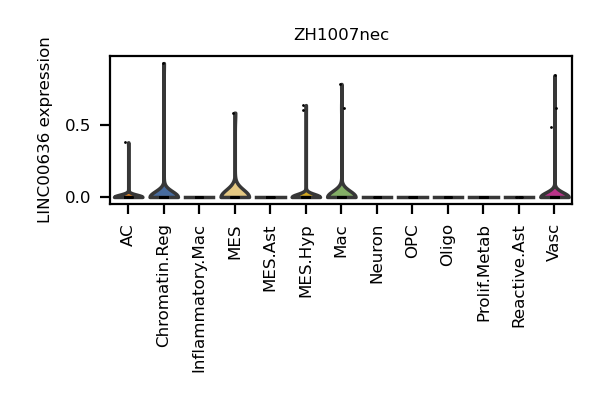 ZH1007nec
LINC00636 expression
0.5
0.0
AC
Chromatin.Reg
Inflammatory.Mac
MES
MES.Ast
MES.Hyp
Mac
Neuron
OPC
Oligo
Prolif.Metab
Reactive.Ast
Vasc